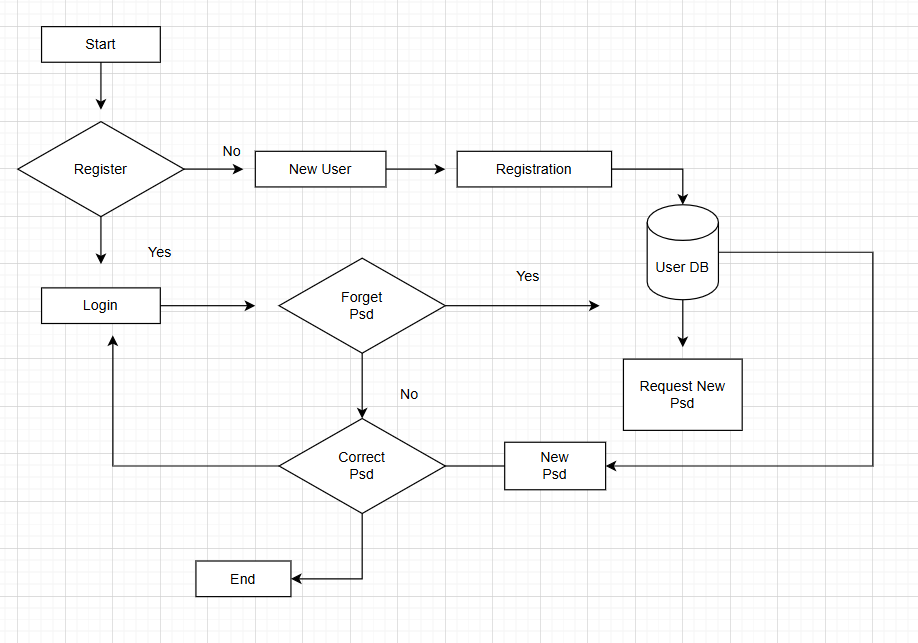 Start
Register
No
New User
Registration
Yes
User DB
Login
Forget
Psd
Yes
Request New
Psd
No
Correct
Psd
New
Psd
End